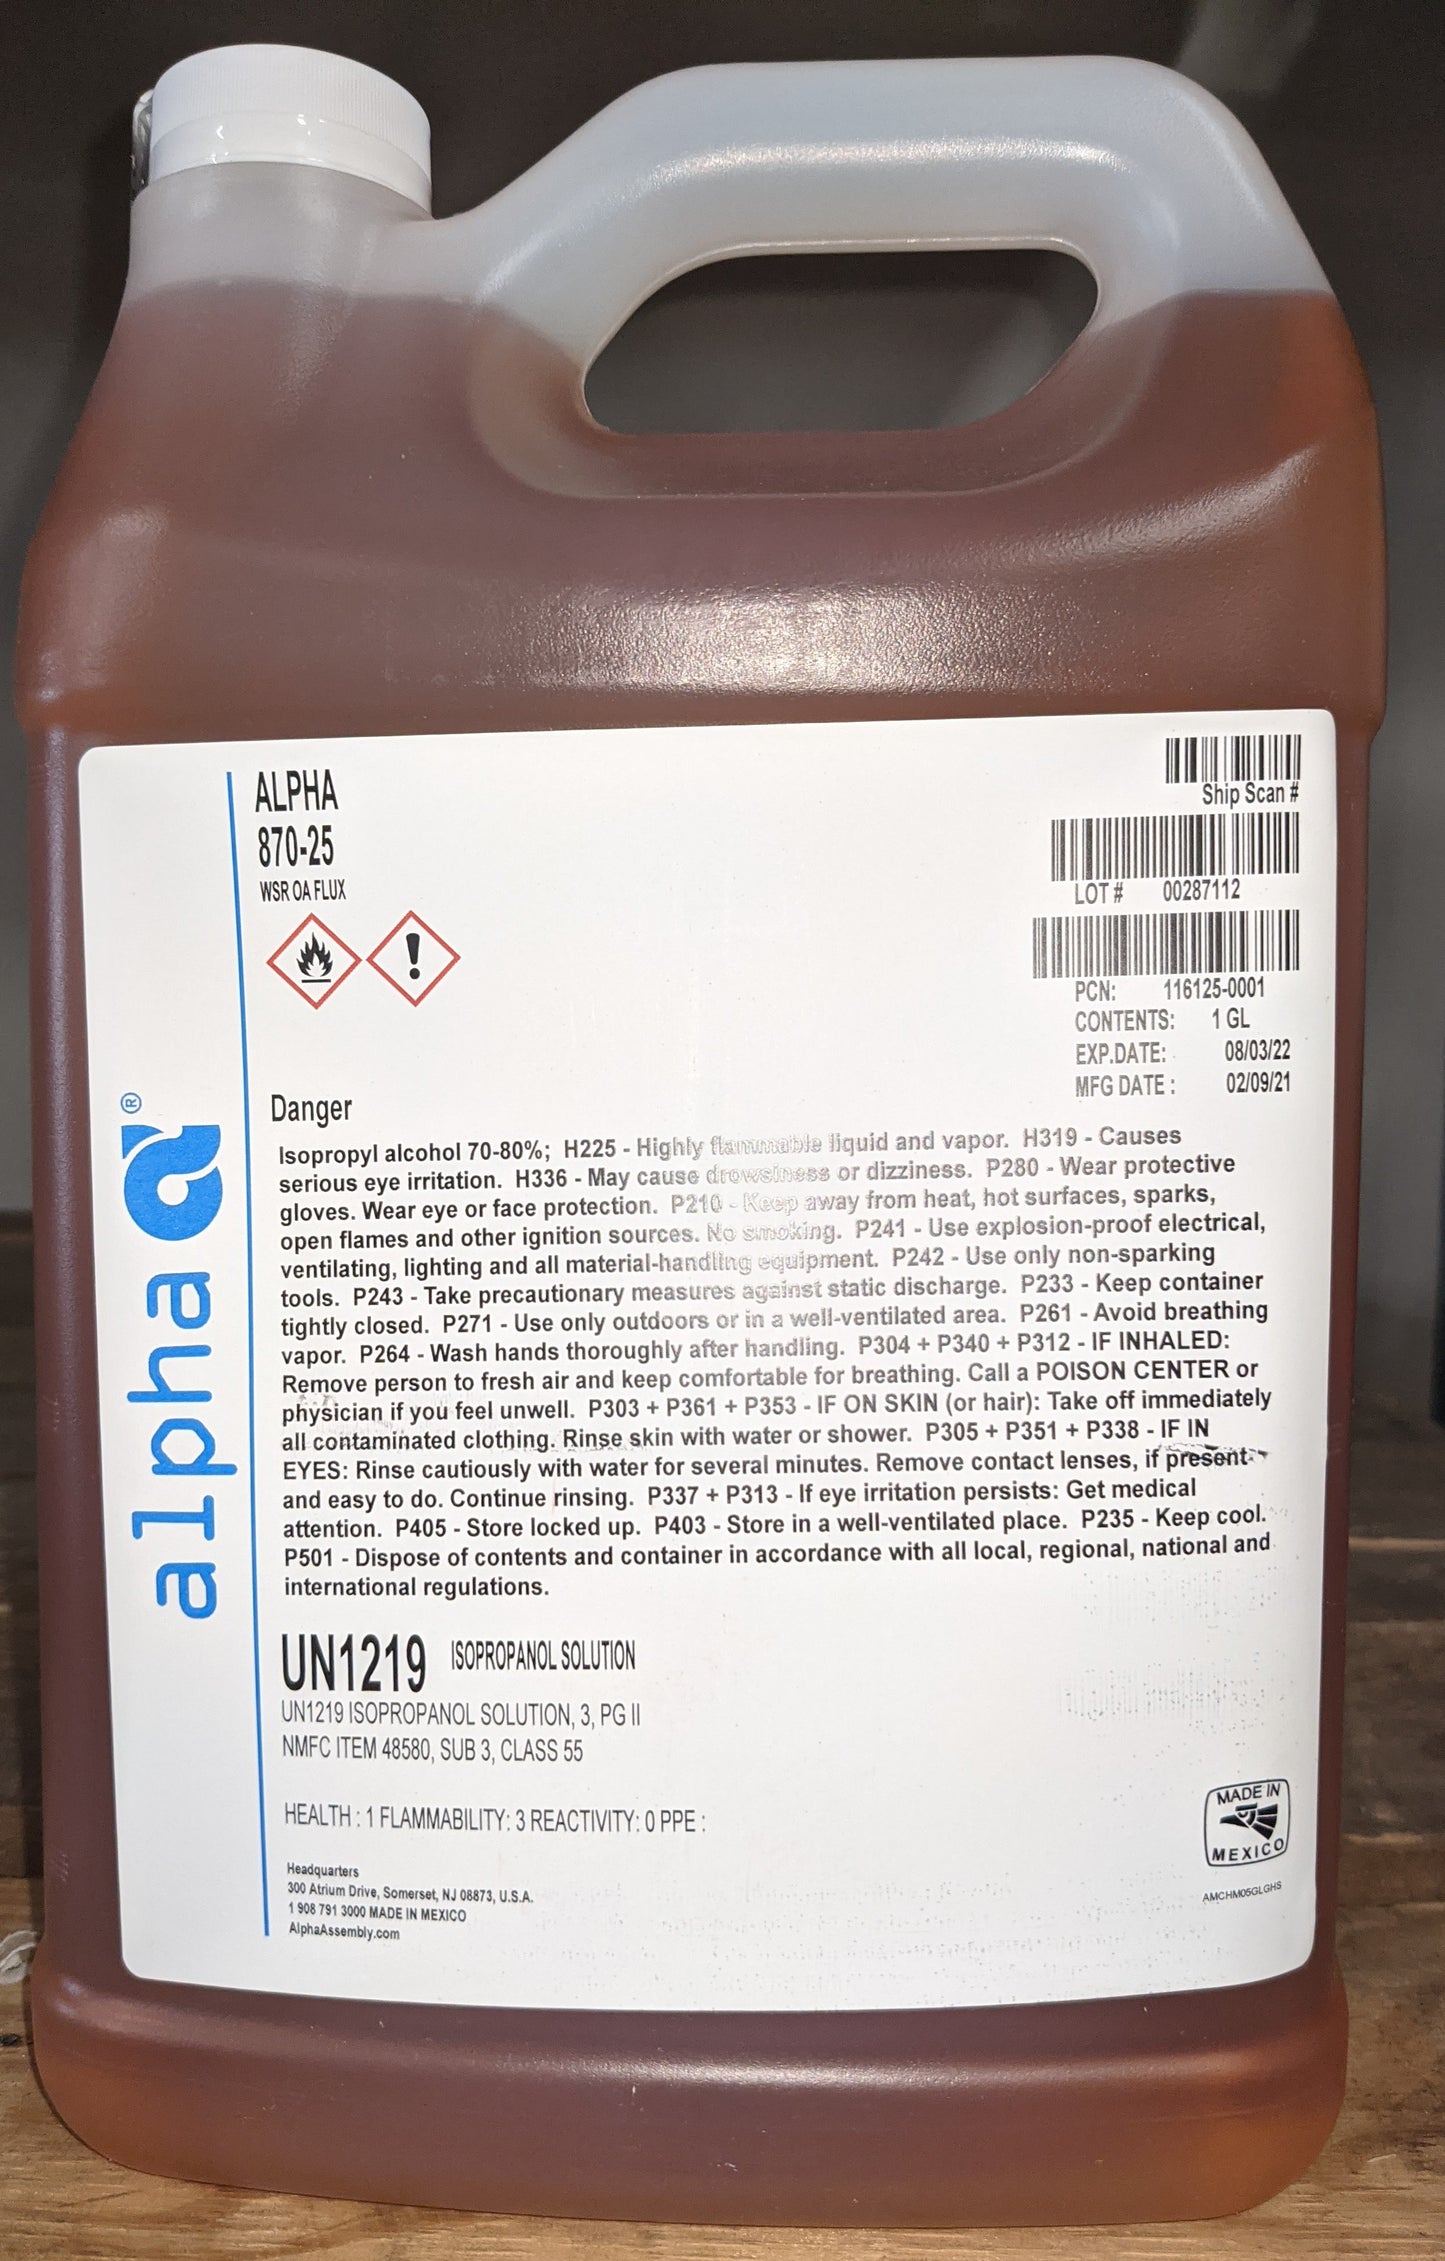 ALPHA
870-25
WSR OA FLUX
Ship Scan #
LOT # 00287112
PCN: 116125-0001
CONTENTS: 1 GL
EXP.DATE: 08/03/22
MFG DATE : 02/09/21
alpha ®
Danger
Isopropyl alcohol 70-80%; H225 - Highly flammable liquid and vapor. H319 - Causes
serious eye irritation. H336 - May cause drowsiness or dizziness. P280 - Wear protective
gloves. Wear eye or face protection. P210 - Keep away from heat, hot surfaces, sparks,
open flames and other ignition sources. No smoking. P241 - Use explosion-proof electrical,
ventilating, lighting and all material-handling equipment. P242 - Use only non-sparking
tools. P243 - Take precautionary measures against static discharge. P233 - Keep container
tightly closed. P271 - Use only outdoors or in a well-ventilated area. P261 - Avoid breathing
vapor. P264 - Wash hands thoroughly after handling. P304 + P340 + P312 - IF INHALED:
Remove person to fresh air and keep comfortable for breathing. Call a POISON CENTER or
physician if you feel unwell. P303 + P361 + P353 - IF ON SKIN (or hair): Take off immediately
all contaminated clothing. Rinse skin with water or shower. P305 + P351 + P338 - IF IN
EYES: Rinse cautiously with water for several minutes. Remove contact lenses, if present
and easy to do. Continue rinsing. P337 + P313 - If eye irritation persists: Get medical
attention. P405 - Store locked up. P403 - Store in a well-ventilated place. P235 - Keep cool.
P501 - Dispose of contents and container in accordance with all local, regional, national and
international regulations.
UN1219 ISOPROPANOL SOLUTION
UN1219 ISOPROPANOL SOLUTION, 3, PG II
NMFC ITEM 48580, SUB 3, CLASS 55
HEALTH : 1 FLAMMABILITY: 3 REACTIVITY: 0 PPE :
MADE IN
MEXICO
AMCHM05GLGHS
Headquarters
300 Atrium Drive, Somerset, NJ 08873, U.S.A.
1 908 791 3000 MADE IN MEXICO
AlphaAssembly.com